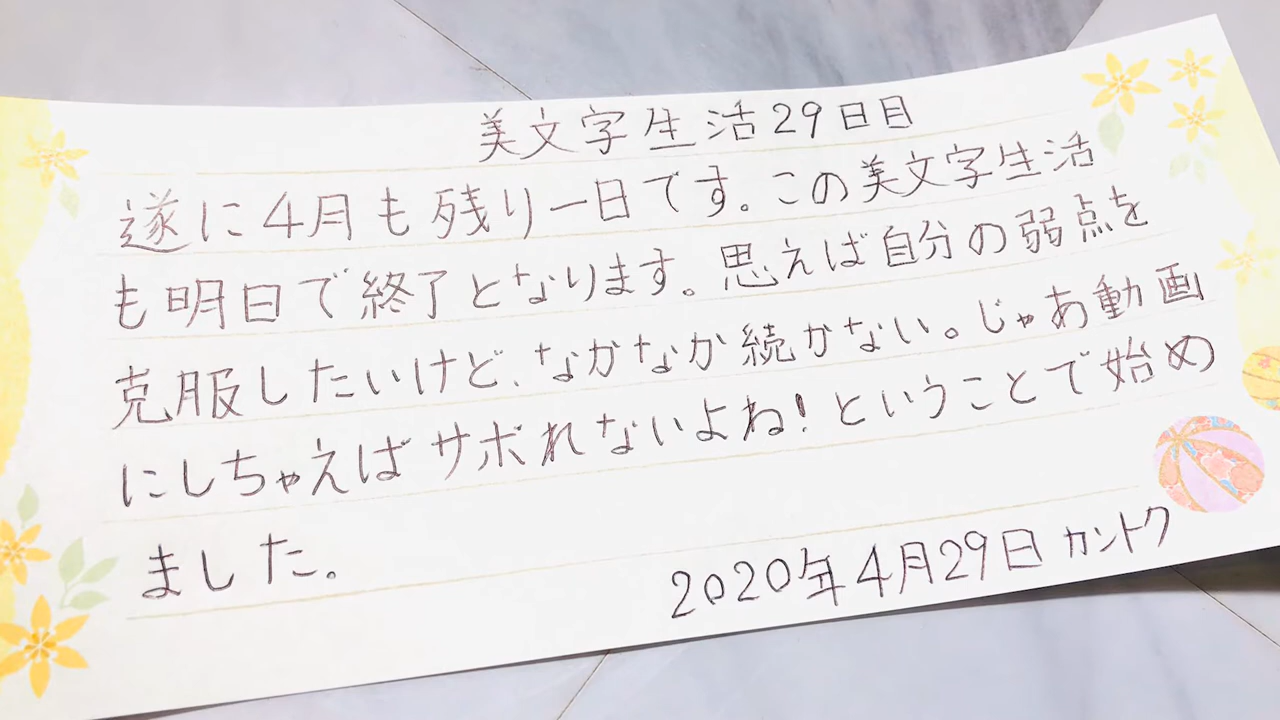 美文字生活29日目
遂に4月も残り一日です。この美文字生活
も明日で終了となります。思えば自分の弱点を
克服したいけど、なかなか続かない。じゃあ動画
にしちゃえばサボれないよね!ということで始め
ました。
2020年4月29日 カントク